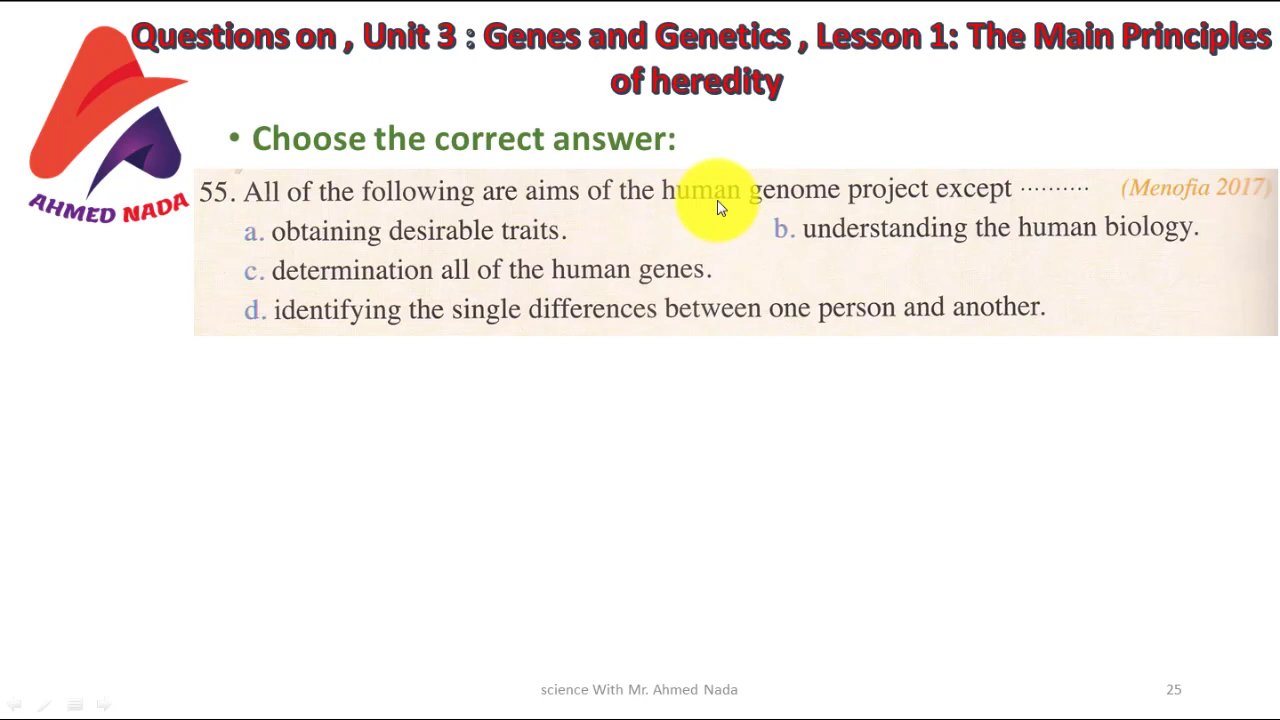 Questions on , Unit 3 : Genes and Genetics , Lesson 1: The Main Principles
of heredity
AHMED NADA
• Choose the correct answer:
55. All of the following are aims of the human genome project except ·········· (Menofia 2017)
a. obtaining desirable traits. b. understanding the human biology.
c. determination all of the human genes.
d. identifying the single differences between one person and another.
science With Mr. Ahmed Nada 25